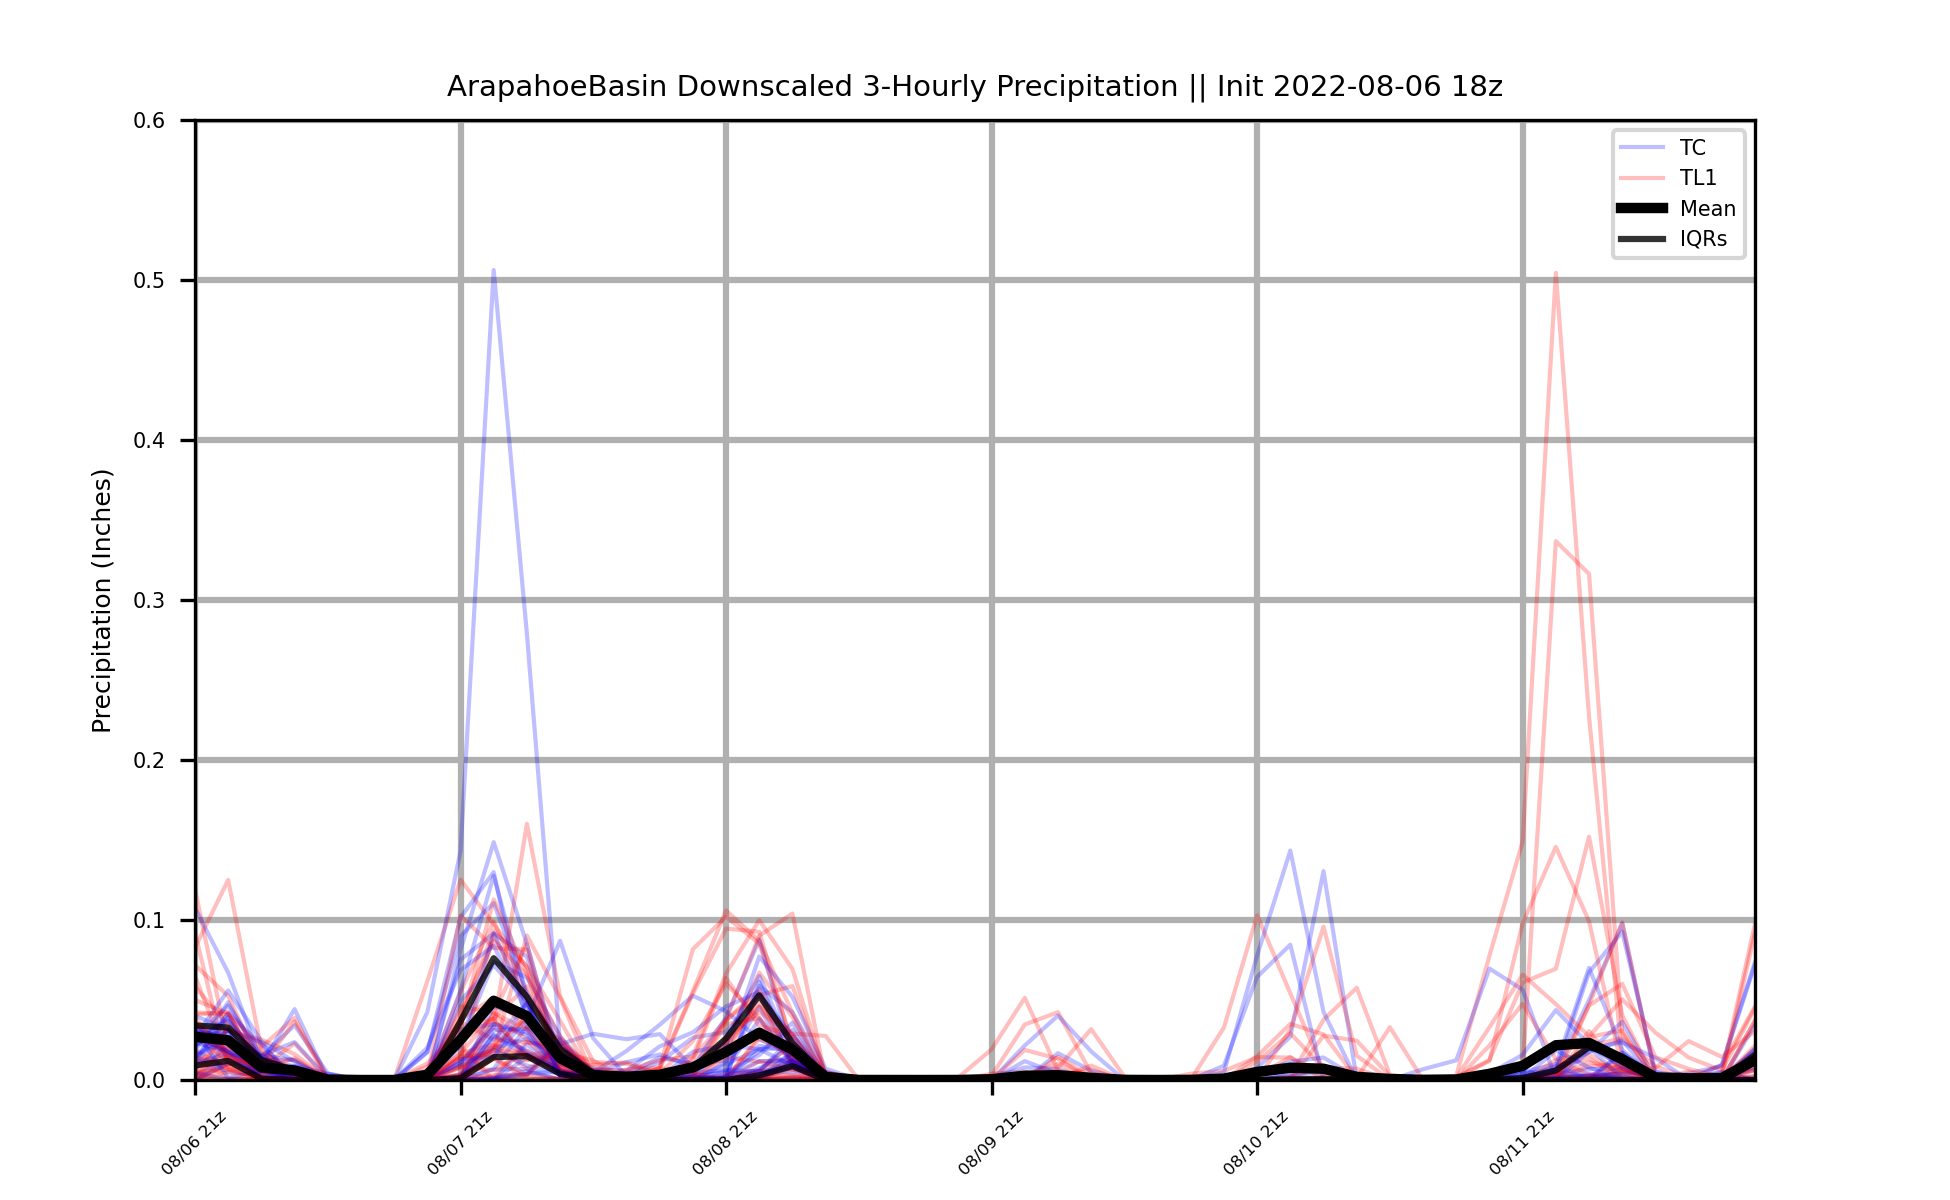 ArapahoeBasin Downscaled 3-Hourly Precipitation || Init 2022-08-06 18z
Precipitation (Inches)
0.6
0.5
0.4
0.3
0.2
0.1
0.0
TC
TL1
Mean
IQRs
08/06 21z
08/07 21z
08/08 21z
08/09 21z
08/10 21z
08/11 21z